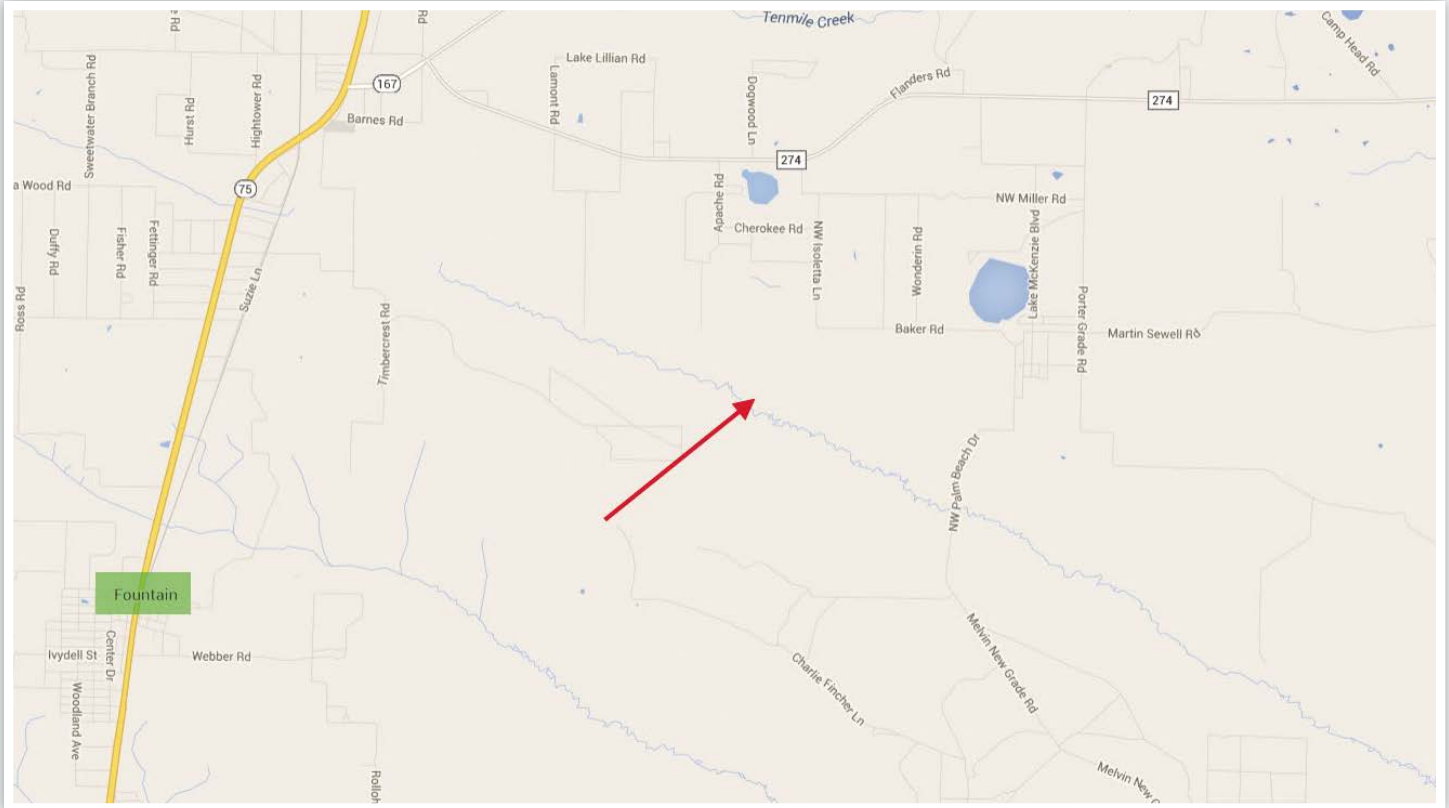 Rd
Rd
Tenmile Creek
Camp Head Rd
Lake Lillian Rd
Sweetwater Branch Rd
Hurst Rd
Hightower Rd
167
Lamont Rd
Dogwood Ln
Flanders Rd
274
Barnes Rd
274
a Wood Rd
75
Apache Rd
NW Miller Rd
Duffy Rd
Fisher Rd
Fettinger Rd
Cherokee Rd
NW Isoletta Ln
Wonderin Rd
Lake McKenzie Blvd
Ross Rd
Suzie Ln
Timbercrest Rd
Baker Rd
Porter Grade Rd
Martin Sewell Rd
NW Palm Beach Dr
Fountain
Ivydell St
Center Dr
Webber Rd
Woodland Ave
Charlie Fincher Ln
Melvin New Grade Rd
Melvin New G
Rolloh